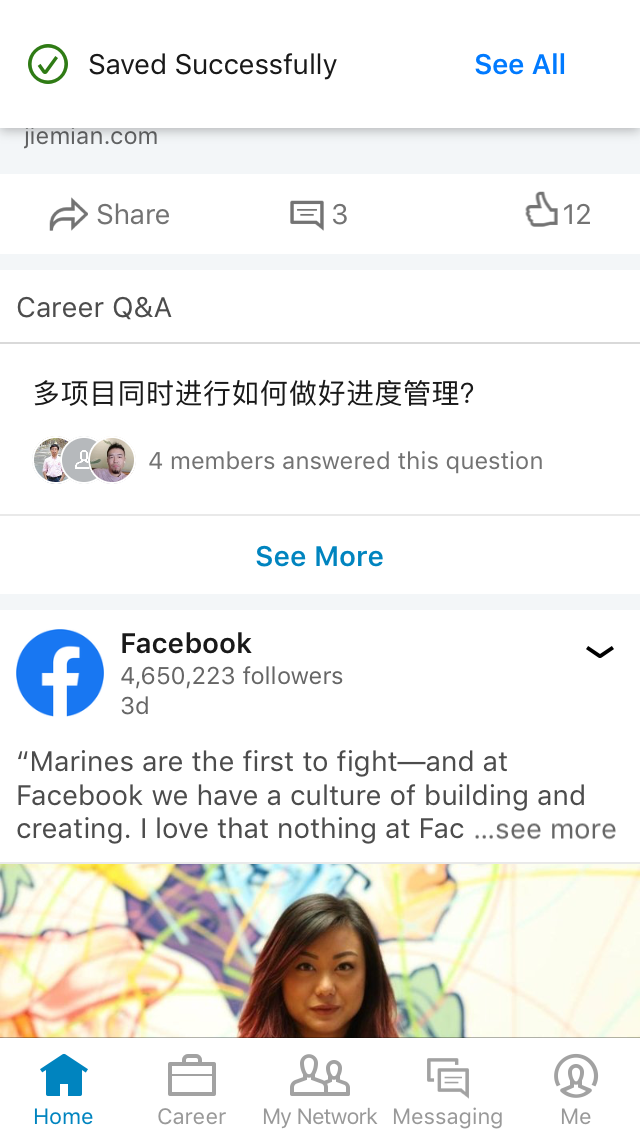 Saved Successfully
See All
jiemian.com
Share
3
12
Career Q&A
多项目同时进行如何做好进度管理?
4 members answered this question
See More
Facebook
4,650,223 followers
3d
“Marines are the first to fight—and at
Facebook we have a culture of building and
creating. I love that nothing at Fac ...see more
Home
Career
My Network
Messaging
Me